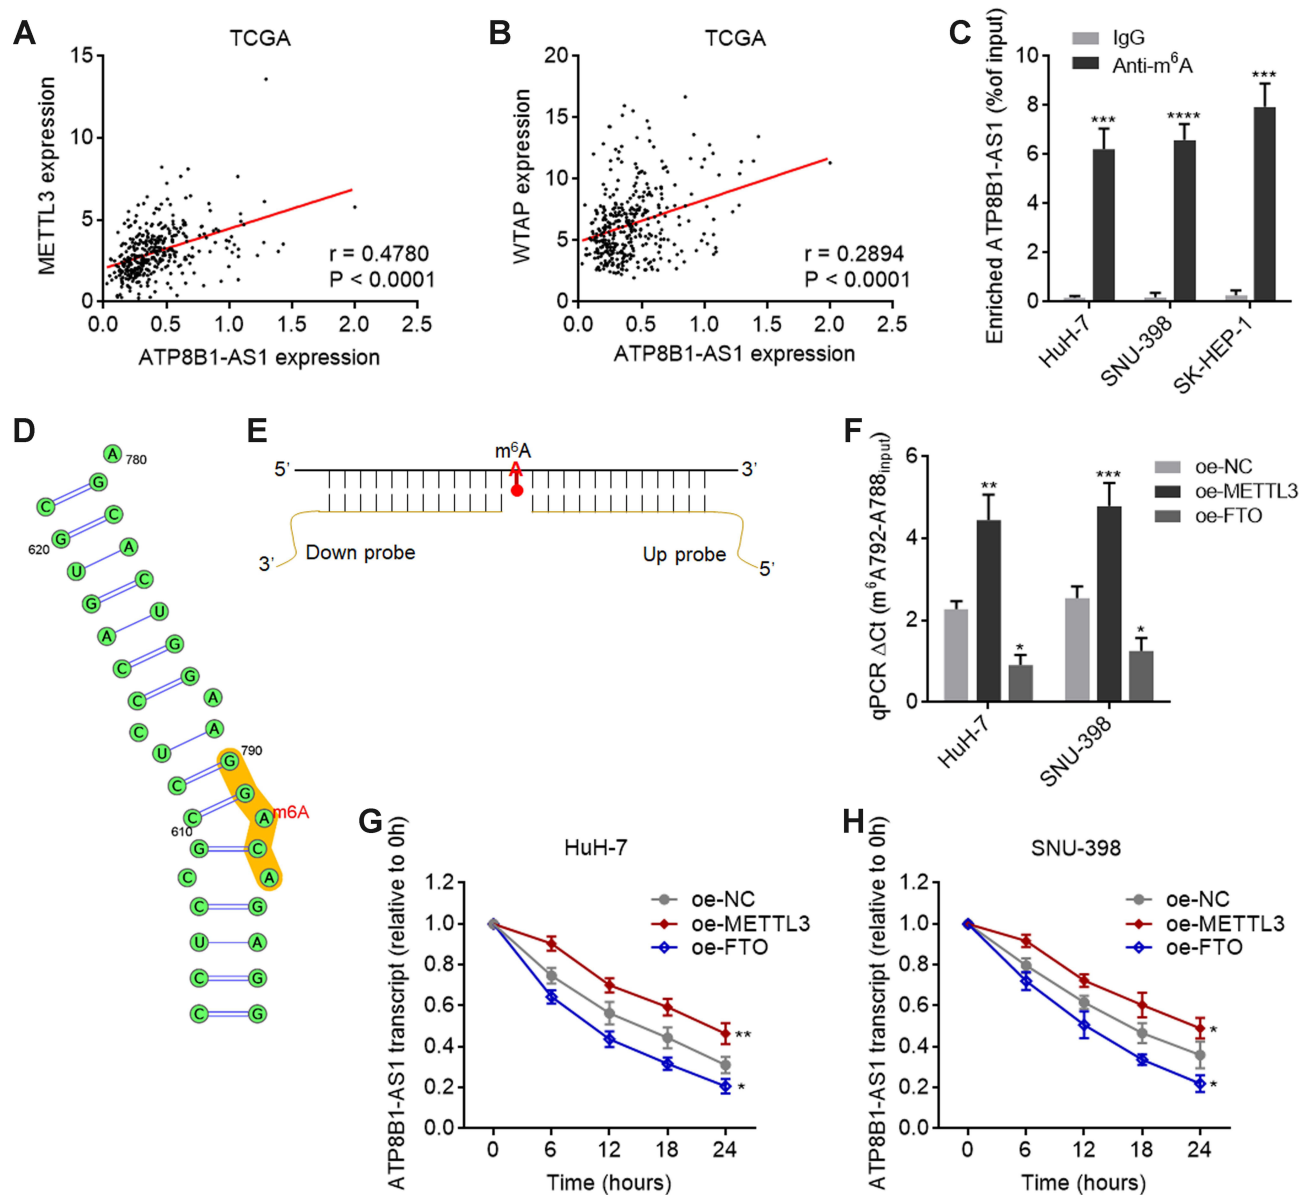 A
TCGA
METTL3 expression
15
10
5
0
0.0 0.5 1.0 1.5 2.0 2.5
ATP8B1-AS1 expression
r = 0.4780
P < 0.0001
B
TCGA
WTAP expression
20
15
10
5
0
0.0 0.5 1.0 1.5 2.0 2.5
ATP8B1-AS1 expression
r = 0.2894
P < 0.0001
C
IgG
Anti-m⁶A
Enriched ATP8B1-AS1 (%of input)
10
8
6
4
2
0
*** **** ***
HuH-7 SNU-398 SK-HEP-1
D
A 780
C G
620 G C
U A
G C
A U
C G
C G
A
C A
U
G 790
C G
C A m6A
610
G C
C A
C G
U A
C G
C G
E
m⁶A
A
5’ 3’
Down probe Up probe
3’ 5’
F
oe-NC
oe-METTL3
oe-FTO
qPCR ΔCt (m⁶A792-A788input)
6
4
2
0
** * *** *
HuH-7 SNU-398
G
HuH-7
ATP8B1-AS1 transcript (relative to 0h)
1.2
1.0
0.8
0.6
0.4
0.2
0.0
oe-NC
oe-METTL3
oe-FTO
**
*
0 6 12 18 24
Time (hours)
H
SNU-398
ATP8B1-AS1 transcript (relative to 0h)
1.2
1.0
0.8
0.6
0.4
0.2
0.0
oe-NC
oe-METTL3
oe-FTO
*
*
0 6 12 18 24
Time (hours)